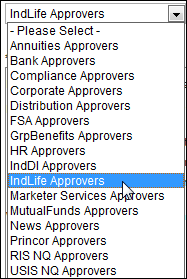 IndLife Approvers
- Please Select -
Annuities Approvers
Bank Approvers
Compliance Approvers
Corporate Approvers
Distribution Approvers
FSA Approvers
GrpBenefits Approvers
HR Approvers
IndDI Approvers
IndLife Approvers
Marketer Services Approvers
MutualFunds Approvers
News Approvers
Princor Approvers
RIS NQ Approvers
USIS NQ Approvers